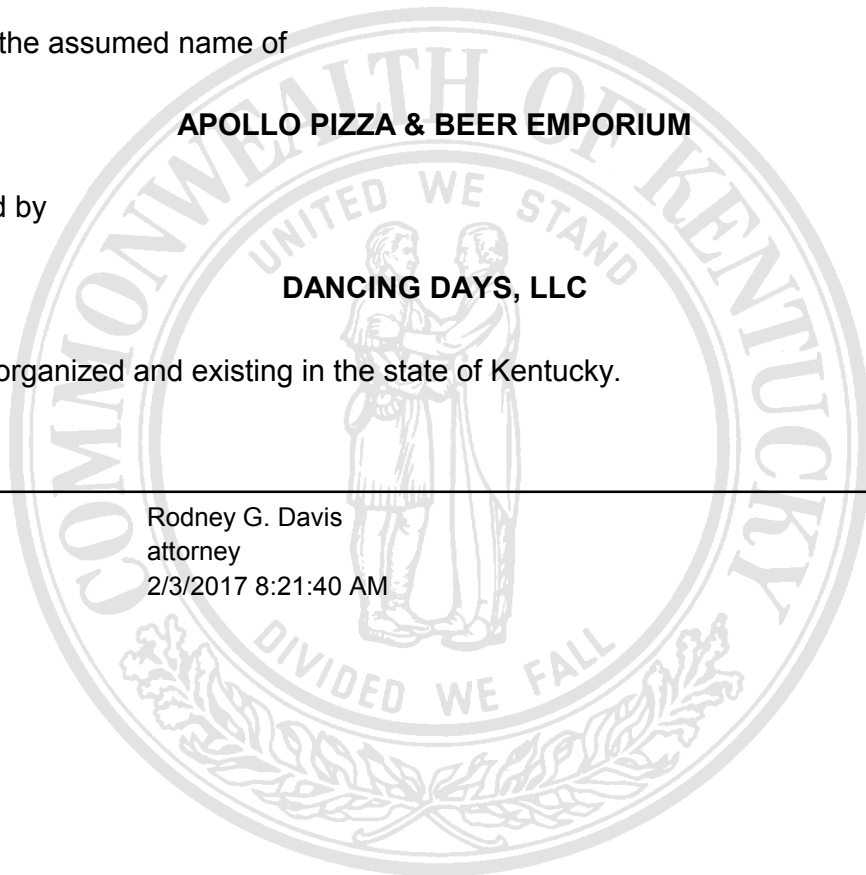 the assumed name of
APOLLO PIZZA & BEER EMPORIUM
d by
DANCING DAYS, LLC
organized and existing in the state of Kentucky.
Rodney G. Davis
attorney
2/3/2017 8:21:40 AM
COMMONWEALTH OF KENTUCKY
UNITED WE STAND
DIVIDED WE FALL